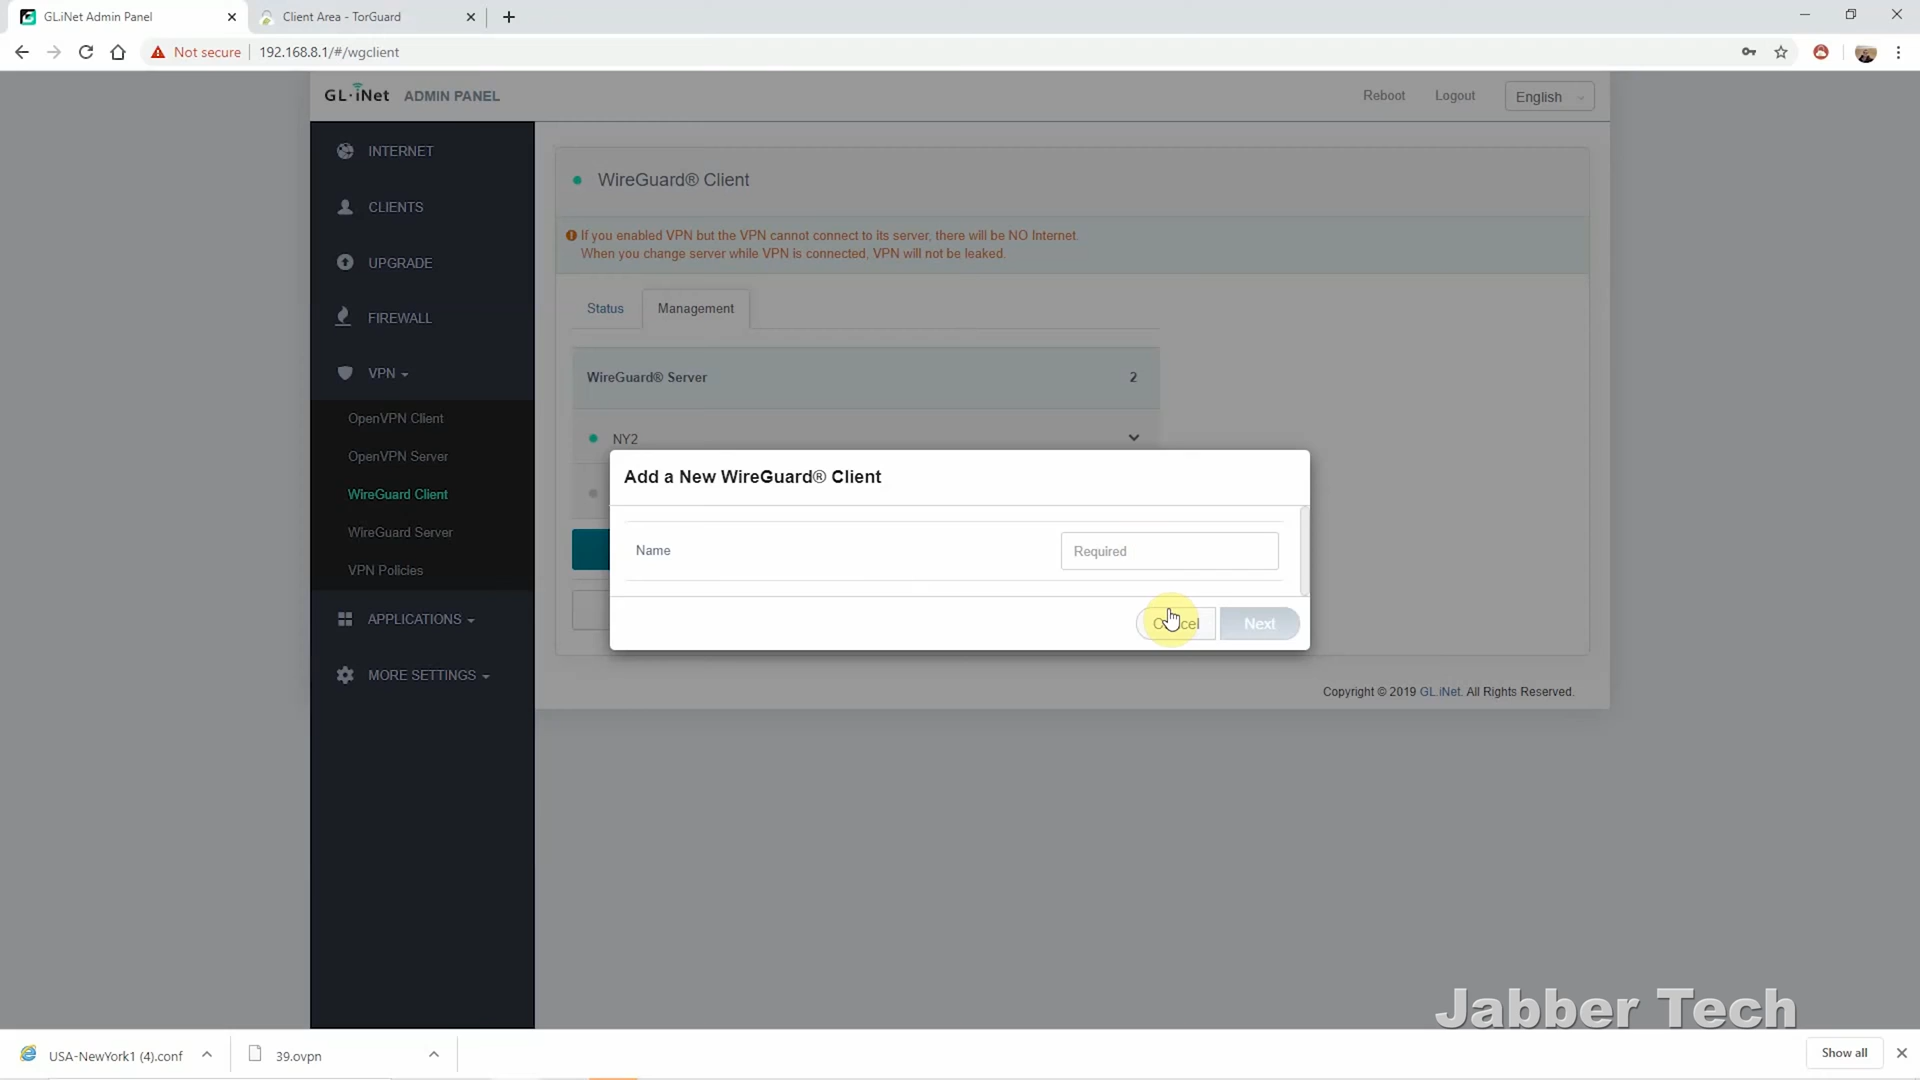 GL.iNet Admin Panel
Client Area - TorGuard
Not secure
192.168.8.1/#/wgclient
GL·iNet ADMIN PANEL
Reboot
Logout
English
INTERNET
CLIENTS
UPGRADE
FIREWALL
VPN
OpenVPN Client
OpenVPN Server
WireGuard Client
WireGuard Server
VPN Policies
APPLICATIONS
MORE SETTINGS
WireGuard® Client
If you enabled VPN but the VPN cannot connect to its server, there will be NO Internet.
When you change server while VPN is connected, VPN will not be leaked.
Status
Management
WireGuard® Server 2
NY2
Add a New WireGuard® Client
Name
Required
Cancel
Next
Copyright © 2019 GL.iNet. All Rights Reserved.
Jabber Tech
USA-NewYork1 (4).conf
39.ovpn
Show all